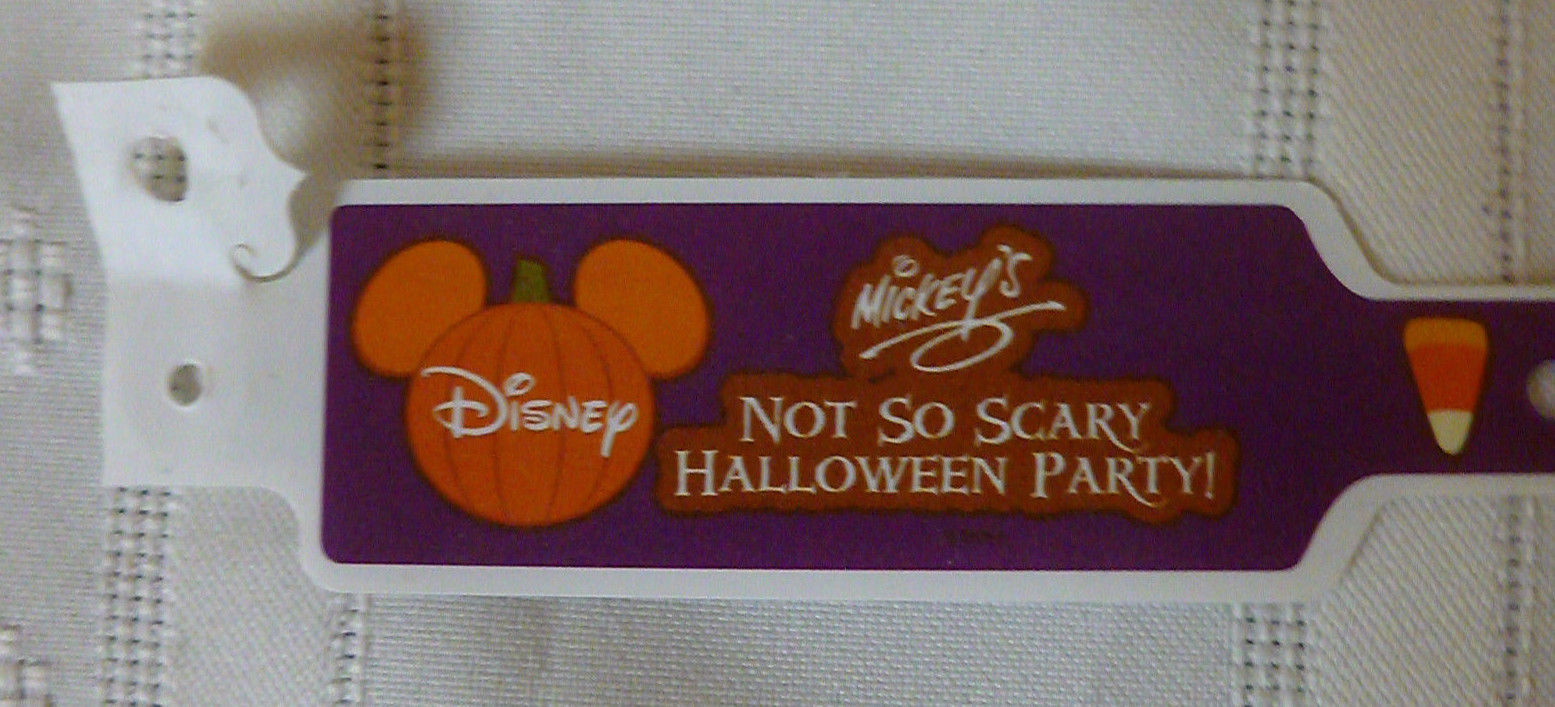 Disney
Mickey's
Not So Scary
Halloween Party!